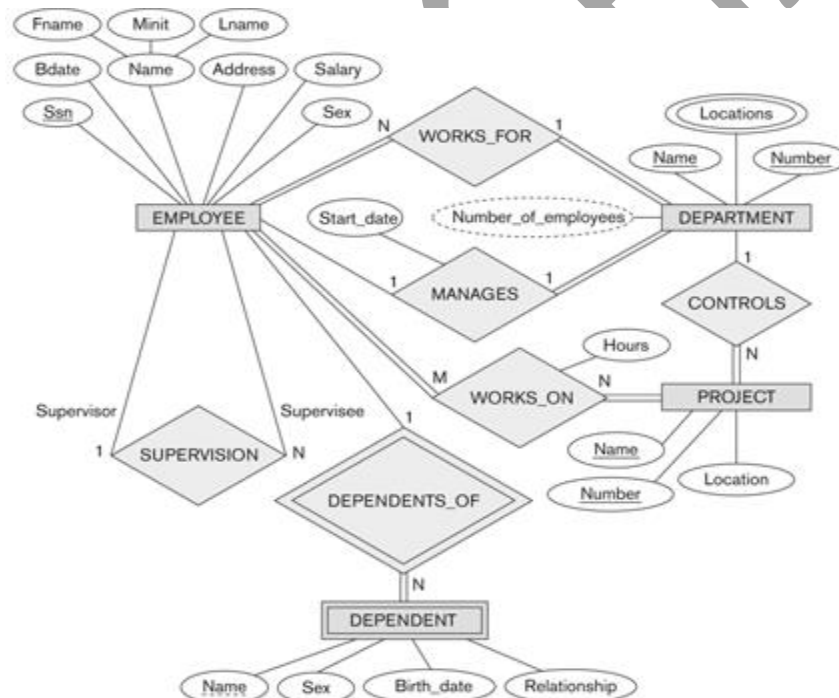 Fname Minit Lname
Bdate Name Address Salary
Ssn Sex
N WORKS_FOR 1
Locations
Name Number
EMPLOYEE Start_date Number_of_employees DEPARTMENT
1 MANAGES 1
1
CONTROLS
N
Hours
M WORKS_ON N PROJECT
Supervisor Supervisee
1 SUPERVISION N
1
Name
Number Location
DEPENDENTS_OF
N
DEPENDENT
Name Sex Birth_date Relationship